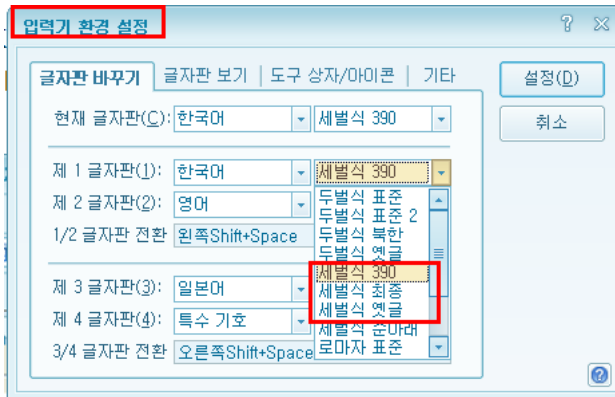 입력기 환경 설정
글자판 바꾸기 글자판 보기 도구 상자/아이콘 기타
설정(D)
취소
현재 글자판(C): 한국어 세벌식 390
제 1 글자판(1): 한국어 세벌식 390
제 2 글자판(2): 영어
1/2 글자판 전환 왼쪽Shift+Space
제 3 글자판(3): 일본어
제 4 글자판(4): 특수 기호
3/4 글자판 전환 오른쪽Shift+Space
두벌식 표준
두벌식 표준 2
두벌식 북한
두벌식 옛글
세벌식 390
세벌식 최종
세벌식 옛글
세벌식 순아래
로마자 표준